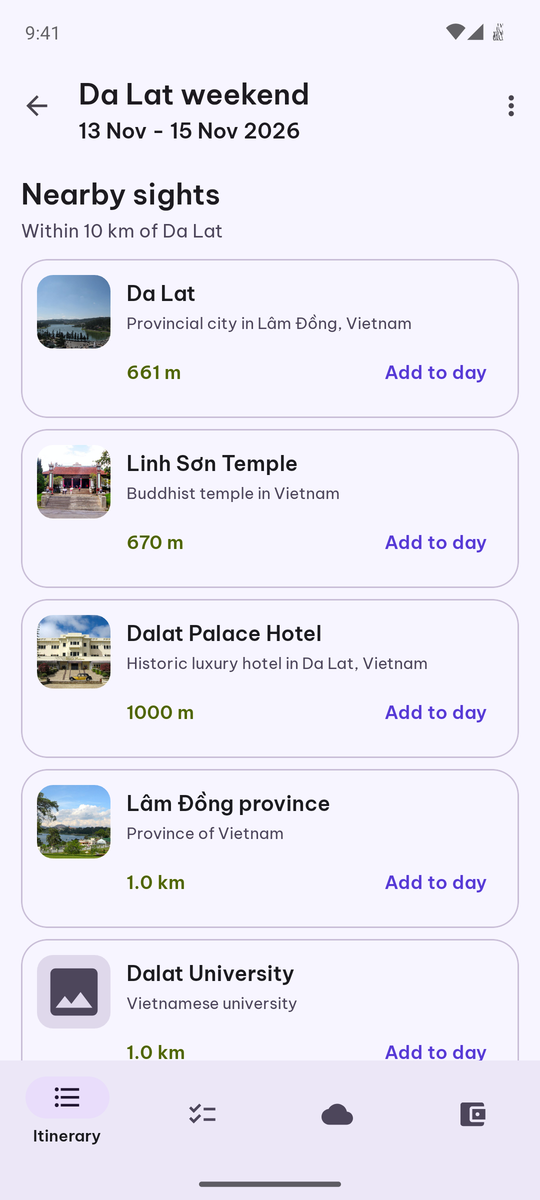 9:41
Da Lat weekend
13 Nov - 15 Nov 2026
Nearby sights
Within 10 km of Da Lat
Da Lat
Provincial city in Lâm Đồng, Vietnam
661 m
Add to day
Linh Sơn Temple
Buddhist temple in Vietnam
670 m
Add to day
Dalat Palace Hotel
Historic luxury hotel in Da Lat, Vietnam
1000 m
Add to day
Lâm Đồng province
Province of Vietnam
1.0 km
Add to day
Dalat University
Vietnamese university
1.0 km
Add to day
Itinerary